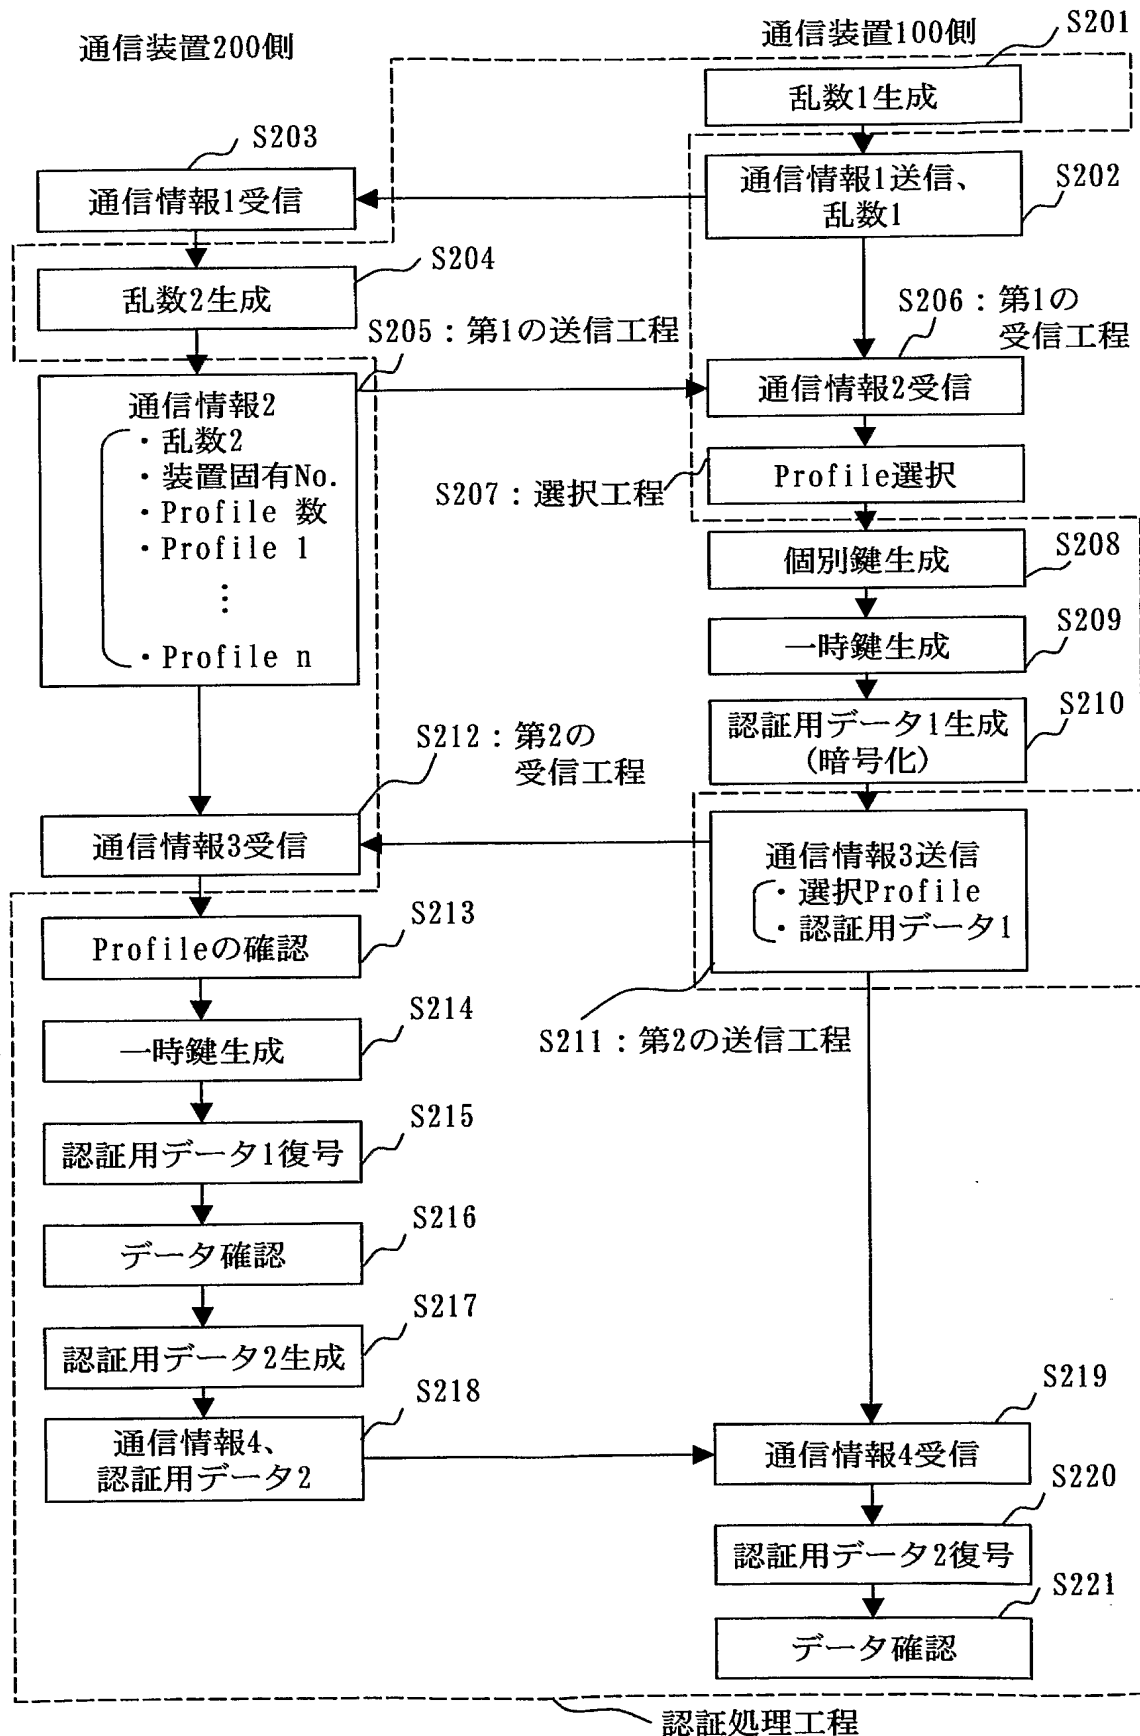 通信装置200側
通信装置100側
S201
乱数1生成
S203
通信情報1受信
通信情報1送信、
乱数1
S202
S204
乱数2生成
S205：第1の送信工程
S206：第1の
受信工程
通信情報2受信
通信情報2
・乱数2
・装置固有No.
・Profile 数
・Profile 1
⋮
・Profile n
S207：選択工程
Profile選択
S208
個別鍵生成
S209
一時鍵生成
S210
認証用データ1生成
(暗号化)
S212：第2の
受信工程
通信情報3受信
通信情報3送信
・選択Profile
・認証用データ1
S211：第2の送信工程
S213
Profileの確認
S214
一時鍵生成
S215
認証用データ1復号
S216
データ確認
S217
認証用データ2生成
S218
通信情報4、
認証用データ2
S219
通信情報4受信
S220
認証用データ2復号
S221
データ確認
認証処理工程